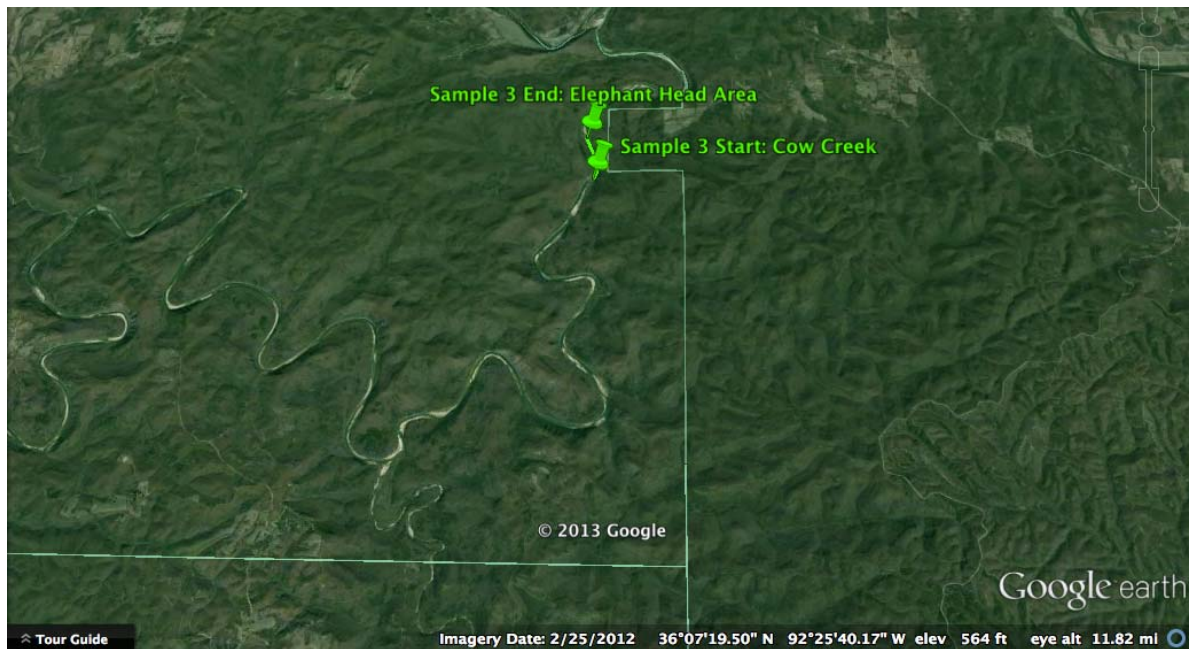 Sample 3 End: Elephant Head Area
Sample 3 Start: Cow Creek
© 2013 Google
Google earth
Tour Guide
Imagery Date: 2/25/2012 36°07'19.50" N 92°25'40.17" W elev 564 ft eye alt 11.82 mi